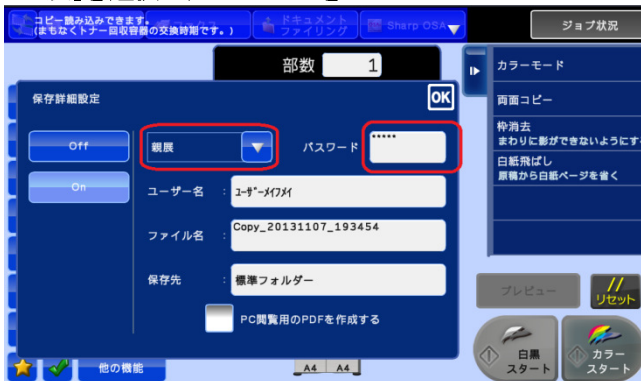 コピー読み込みできます。
(まもなくトナー回収容器の交換時期です。)
ドキュメント
ファイリング
Sharp OSA
ジョブ状況
部数 1
カラーモード
両面コピー
枠消去
まわりに影ができないようにす
白紙飛ばし
原稿から白紙ページを省く
保存詳細設定
OK
Off
On
親展
パスワード
*****
ユーザー名 : ﾕｰｻﾞｰﾒｲﾌﾒｲ
ファイル名 : Copy_20131107_193454
保存先 : 標準フォルダー
PC閲覧用のPDFを作成する
プレビュー
リセット
白黒
スタート
カラー
スタート
他の機能
A4 A4